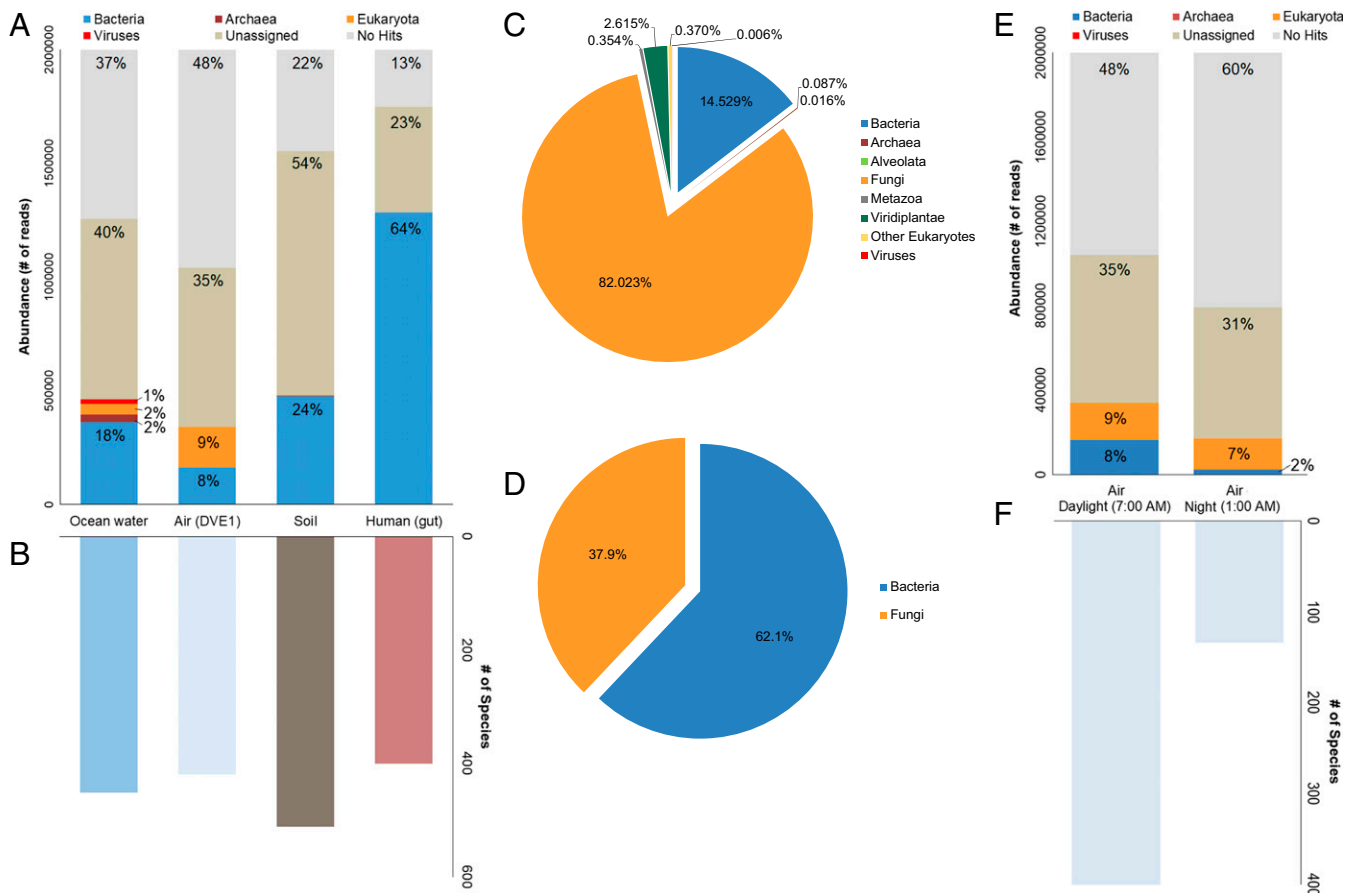 A
Bacteria
Archaea
Eukaryota
Viruses
Unassigned
No Hits
Abundance (# of reads)
2000000
1500000
1000000
500000
0
37%
40%
1%
2%
2%
18%
48%
35%
9%
8%
22%
54%
24%
13%
23%
64%
Ocean water
Air (DVE1)
Soil
Human (gut)
B
0
200
400
600
# of Species
C
2.615%
0.354%
0.370%
0.006%
14.529%
0.087%
0.016%
82.023%
Bacteria
Archaea
Alveolata
Fungi
Metazoa
Viridiplantae
Other Eukaryotes
Viruses
D
37.9%
62.1%
Bacteria
Fungi
E
Bacteria
Archaea
Eukaryota
Viruses
Unassigned
No Hits
Abundance (# of reads)
2000000
1600000
1200000
800000
400000
0
48%
35%
9%
8%
60%
31%
7%
2%
Air
Daylight (7:00 AM)
Air
Night (1:00 AM)
F
0
100
200
300
400
# of Species